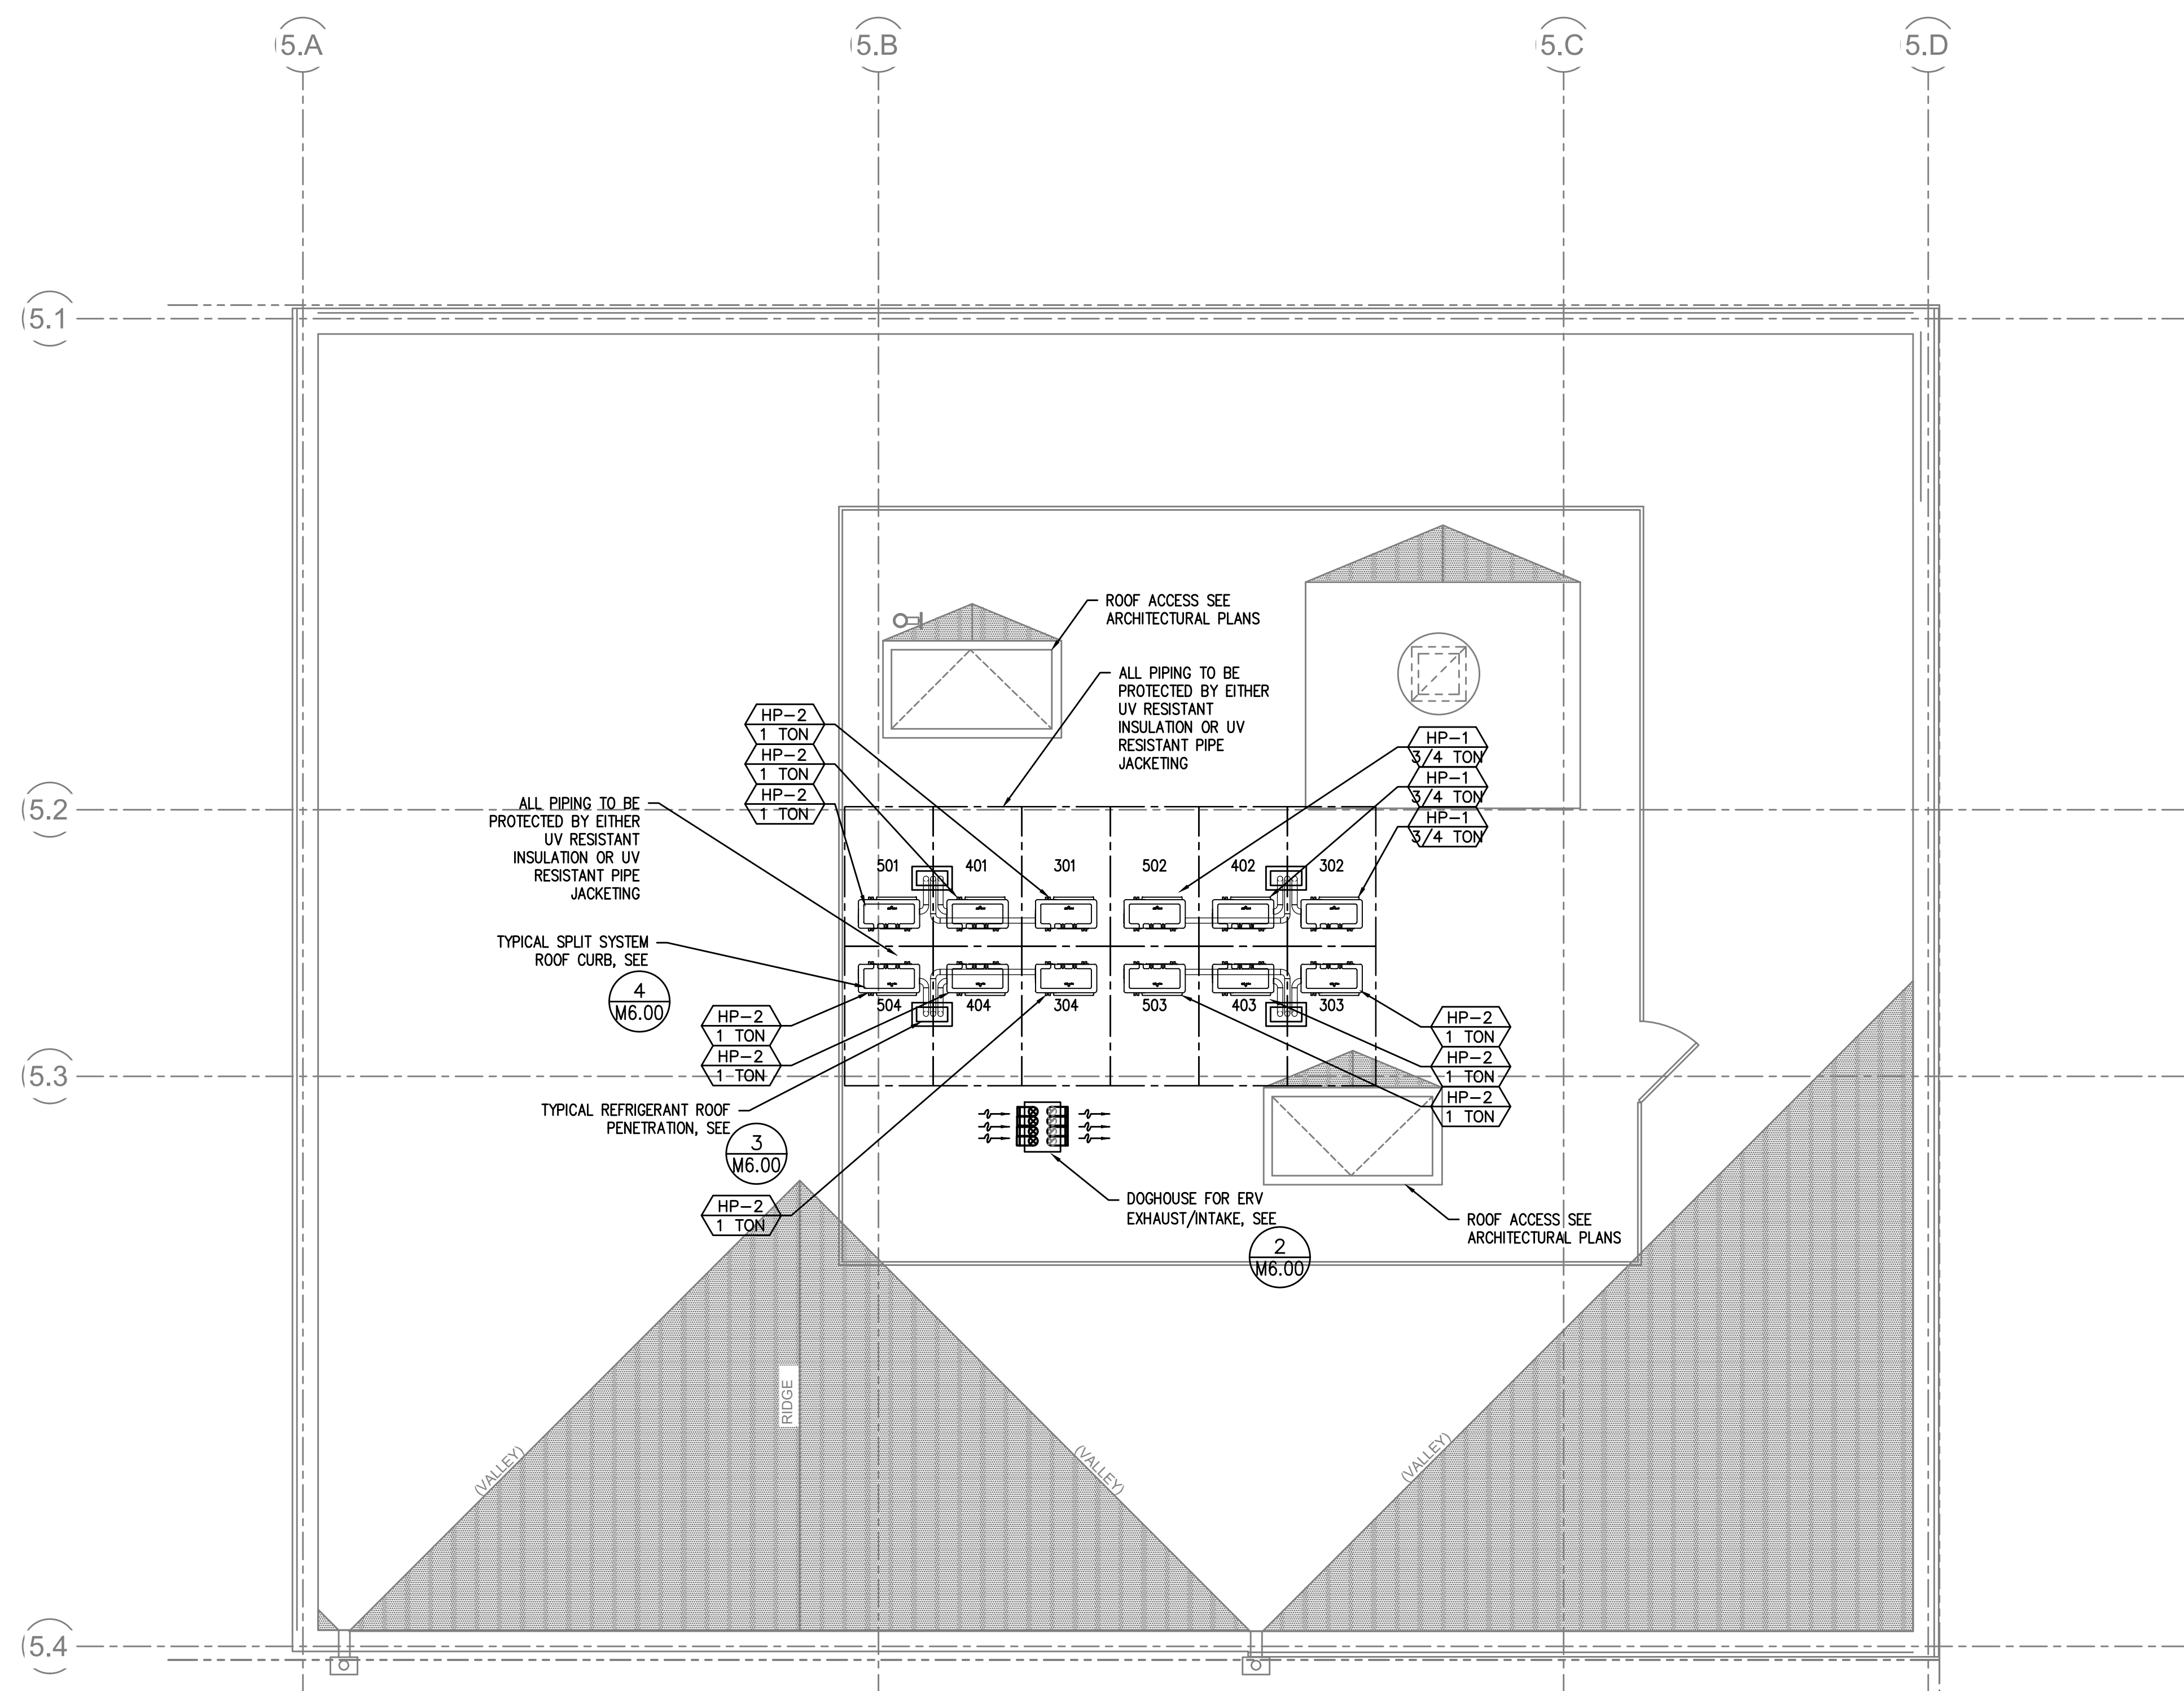 5.A
5.B
5.C
5.D
5.1
ROOF ACCESS SEE
ARCHITECTURAL PLANS
ALL PIPING TO BE
PROTECTED BY EITHER
UV RESISTANT
INSULATION OR UV
RESISTANT PIPE
JACKETING
HP-2
1 TON
HP-2
1 TON
HP-2
1 TON
HP-1
3/4 TON
HP-1
3/4 TON
HP-1
3/4 TON
5.2
ALL PIPING TO BE
PROTECTED BY EITHER
UV RESISTANT
INSULATION OR UV
RESISTANT PIPE
JACKETING
501
401
301
502
402
302
TYPICAL SPLIT SYSTEM
ROOF CURB, SEE
4
M6.00
504
404
304
503
403
303
HP-2
1 TON
HP-2
1 TON
HP-2
1 TON
HP-2
1 TON
HP-2
1 TON
5.3
TYPICAL REFRIGERANT ROOF
PENETRATION, SEE
3
M6.00
HP-2
1 TON
DOGHOUSE FOR ERV
EXHAUST/INTAKE, SEE
2
M6.00
ROOF ACCESS SEE
ARCHITECTURAL PLANS
RIDGE
(VALLEY)
(VALLEY)
(VALLEY)
5.4